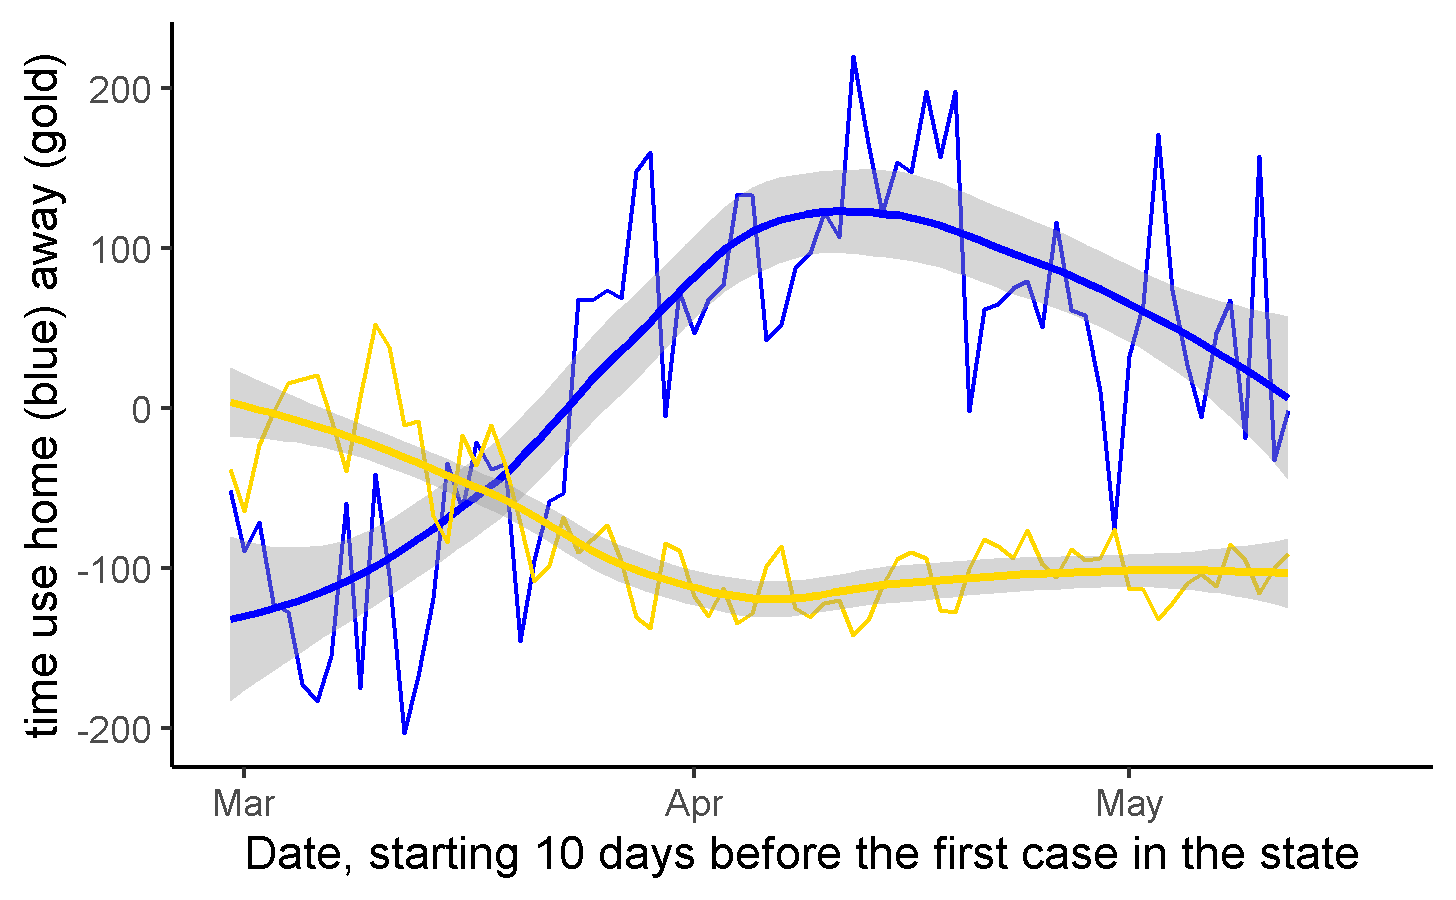 time use home (blue) away (gold)
200
100
0
-100
-200
Mar
Apr
May
Date, starting 10 days before the first case in the state